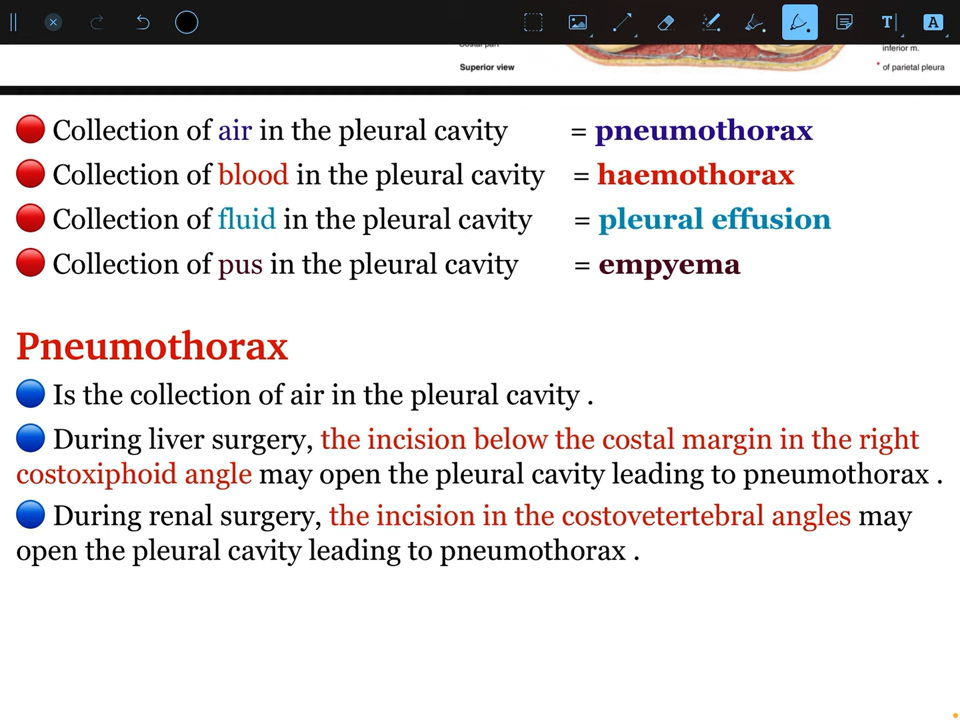 T
A
Superior view
inferior m.
* of parietal pleura
Collection of air in the pleural cavity = pneumothorax
Collection of blood in the pleural cavity = haemothorax
Collection of fluid in the pleural cavity = pleural effusion
Collection of pus in the pleural cavity = empyema
Pneumothorax
Is the collection of air in the pleural cavity .
During liver surgery, the incision below the costal margin in the right
costoxiphoid angle may open the pleural cavity leading to pneumothorax .
During renal surgery, the incision in the costovetertebral angles may
open the pleural cavity leading to pneumothorax .